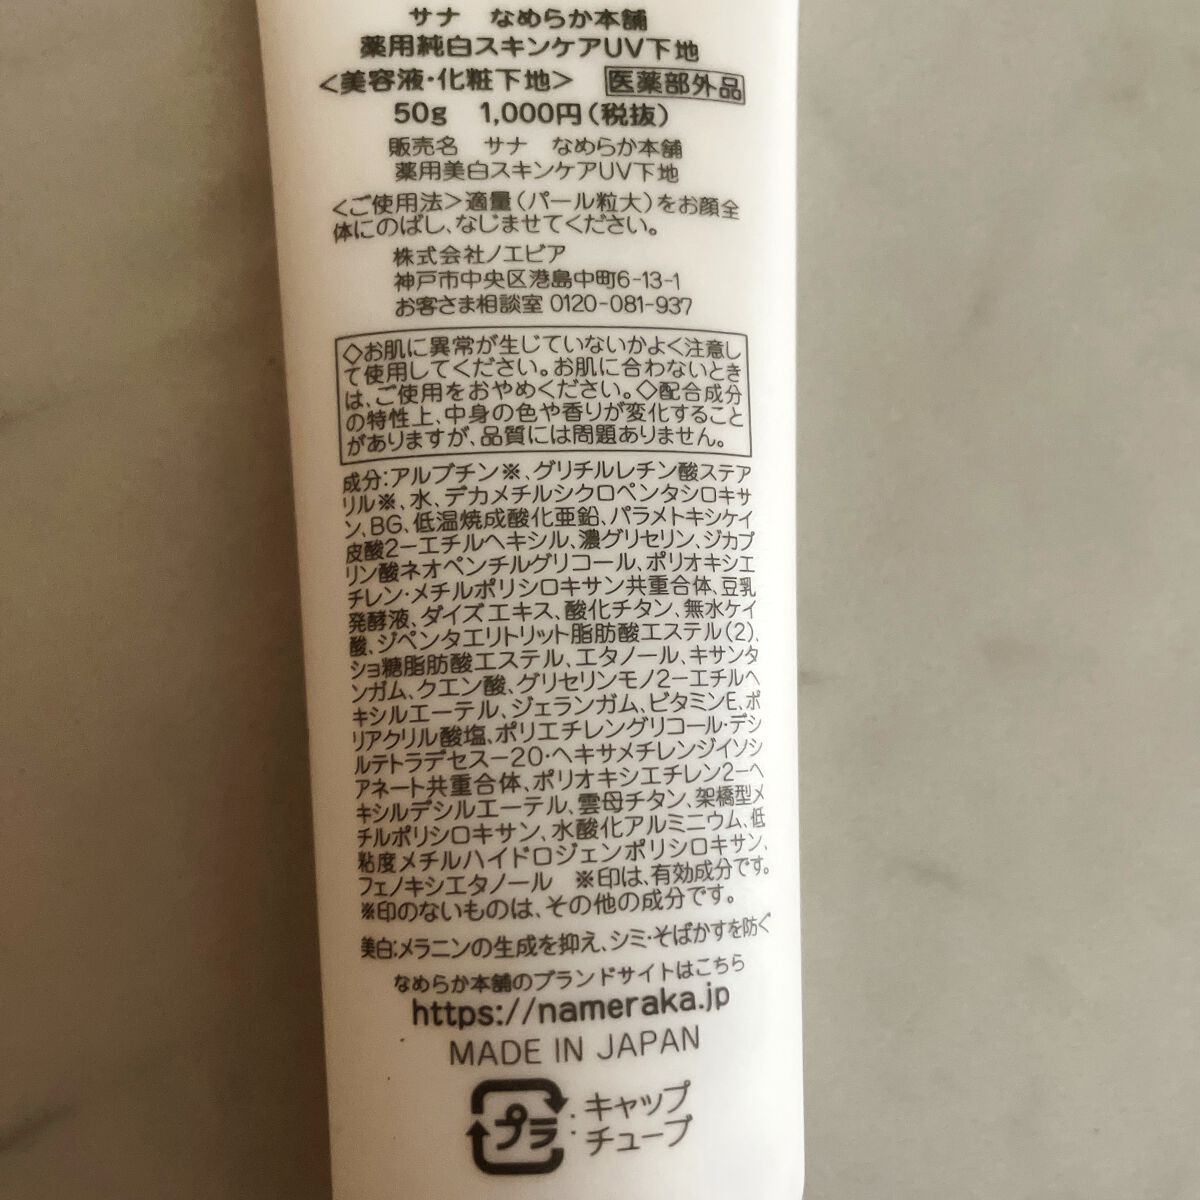 サナ なめらか本舗
薬用純白スキンケアUV下地
<美容液・化粧下地> 医薬部外品
50g 1,000円(税抜)
販売名 サナ なめらか本舗
薬用美白スキンケアUV下地
<ご使用法>適量(パール粒大)をお顔全
体にのばし、なじませてください。
株式会社ノエビア
神戸市中央区港島中町6-13-1
お客さま相談室 0120-081-937
◇お肌に異常が生じていないかよく注意し
て使用してください。お肌に合わないとき
は、ご使用をおやめください。◇配合成分
の特性上、中身の色や香りが変化すること
がありますが、品質には問題ありません。
成分:アルブチン※、グリチルレチン酸ステア
リル※、水、デカメチルシクロペンタシロキサ
ン、BG、低温焼成酸化亜鉛、パラメトキシケイ
皮酸2-エチルヘキシル、濃グリセリン、ジカプ
リン酸ネオペンチルグリコール、ポリオキシエ
チレン・メチルポリシロキサン共重合体、豆乳
発酵液、ダイズエキス、酸化チタン、無水ケイ
酸、ジペンタエリトリット脂肪酸エステル(2)、
ショ糖脂肪酸エステル、エタノール、キサンタ
ンガム、クエン酸、グリセリンモノ2-エチルヘ
キシルエーテル、ジェランガム、ビタミンE、ポ
リアクリル酸塩、ポリエチレングリコール・デシ
ルテトラデセス-20・ヘキサメチレンジイソシ
アネート共重合体、ポリオキシエチレン2-ヘ
キシルデシルエーテル、雲母チタン、架橋型メ
チルポリシロキサン、水酸化アルミニウム、低
粘度メチルハイドロジェンポリシロキサン、
フェノキシエタノール ※印は、有効成分です。
※印のないものは、その他の成分です。
美白:メラニンの生成を抑え、シミ・そばかすを防ぐ
なめらか本舗のブランドサイトはこちら
https://nameraka.jp
MADE IN JAPAN
プラ :キャップ
:チューブ